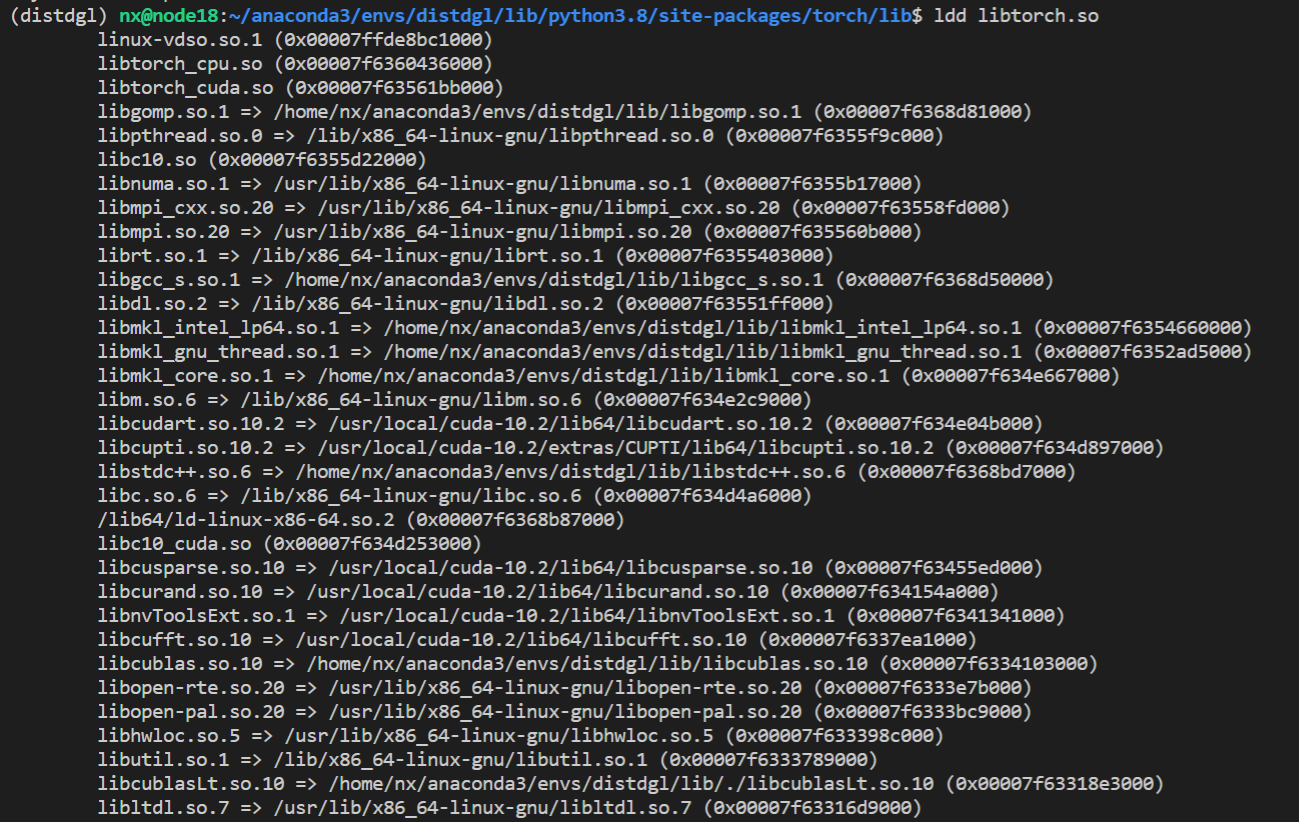 (distdgl) nx@node18:~/anaconda3/envs/distdgl/lib/python3.8/site-packages/torch/lib$ ldd libtorch.so
linux-vdso.so.1 (0x00007ffde8bc1000)
libtorch_cpu.so (0x00007f6360436000)
libtorch_cuda.so (0x00007f63561bb000)
libgomp.so.1 => /home/nx/anaconda3/envs/distdgl/lib/libgomp.so.1 (0x00007f6368d81000)
libpthread.so.0 => /lib/x86_64-linux-gnu/libpthread.so.0 (0x00007f6355f9c000)
libc10.so (0x00007f6355d22000)
libnuma.so.1 => /usr/lib/x86_64-linux-gnu/libnuma.so.1 (0x00007f6355b17000)
libmpi_cxx.so.20 => /usr/lib/x86_64-linux-gnu/libmpi_cxx.so.20 (0x00007f63558fd000)
libmpi.so.20 => /usr/lib/x86_64-linux-gnu/libmpi.so.20 (0x00007f635560b000)
librt.so.1 => /lib/x86_64-linux-gnu/librt.so.1 (0x00007f6355403000)
libgcc_s.so.1 => /home/nx/anaconda3/envs/distdgl/lib/libgcc_s.so.1 (0x00007f6368d50000)
libdl.so.2 => /lib/x86_64-linux-gnu/libdl.so.2 (0x00007f63551ff000)
libmkl_intel_lp64.so.1 => /home/nx/anaconda3/envs/distdgl/lib/libmkl_intel_lp64.so.1 (0x00007f6354660000)
libmkl_gnu_thread.so.1 => /home/nx/anaconda3/envs/distdgl/lib/libmkl_gnu_thread.so.1 (0x00007f6352ad5000)
libmkl_core.so.1 => /home/nx/anaconda3/envs/distdgl/lib/libmkl_core.so.1 (0x00007f634e667000)
libm.so.6 => /lib/x86_64-linux-gnu/libm.so.6 (0x00007f634e2c9000)
libcudart.so.10.2 => /usr/local/cuda-10.2/lib64/libcudart.so.10.2 (0x00007f634e04b000)
libcupti.so.10.2 => /usr/local/cuda-10.2/extras/CUPTI/lib64/libcupti.so.10.2 (0x00007f634d897000)
libstdc++.so.6 => /home/nx/anaconda3/envs/distdgl/lib/libstdc++.so.6 (0x00007f6368bd7000)
libc.so.6 => /lib/x86_64-linux-gnu/libc.so.6 (0x00007f634d4a6000)
/lib64/ld-linux-x86-64.so.2 (0x00007f6368b87000)
libc10_cuda.so (0x00007f634d253000)
libcusparse.so.10 => /usr/local/cuda-10.2/lib64/libcusparse.so.10 (0x00007f63455ed000)
libcurand.so.10 => /usr/local/cuda-10.2/lib64/libcurand.so.10 (0x00007f634154a000)
libnvToolsExt.so.1 => /usr/local/cuda-10.2/lib64/libnvToolsExt.so.1 (0x00007f6341341000)
libcufft.so.10 => /usr/local/cuda-10.2/lib64/libcufft.so.10 (0x00007f6337ea1000)
libcublas.so.10 => /home/nx/anaconda3/envs/distdgl/lib/libcublas.so.10 (0x00007f6334103000)
libopen-rte.so.20 => /usr/lib/x86_64-linux-gnu/libopen-rte.so.20 (0x00007f6333e7b000)
libopen-pal.so.20 => /usr/lib/x86_64-linux-gnu/libopen-pal.so.20 (0x00007f6333bc9000)
libhwloc.so.5 => /usr/lib/x86_64-linux-gnu/libhwloc.so.5 (0x00007f633398c000)
libutil.so.1 => /lib/x86_64-linux-gnu/libutil.so.1 (0x00007f6333789000)
libcublasLt.so.10 => /home/nx/anaconda3/envs/distdgl/lib/./libcublasLt.so.10 (0x00007f63318e3000)
libltdl.so.7 => /usr/lib/x86_64-linux-gnu/libltdl.so.7 (0x00007f63316d9000)